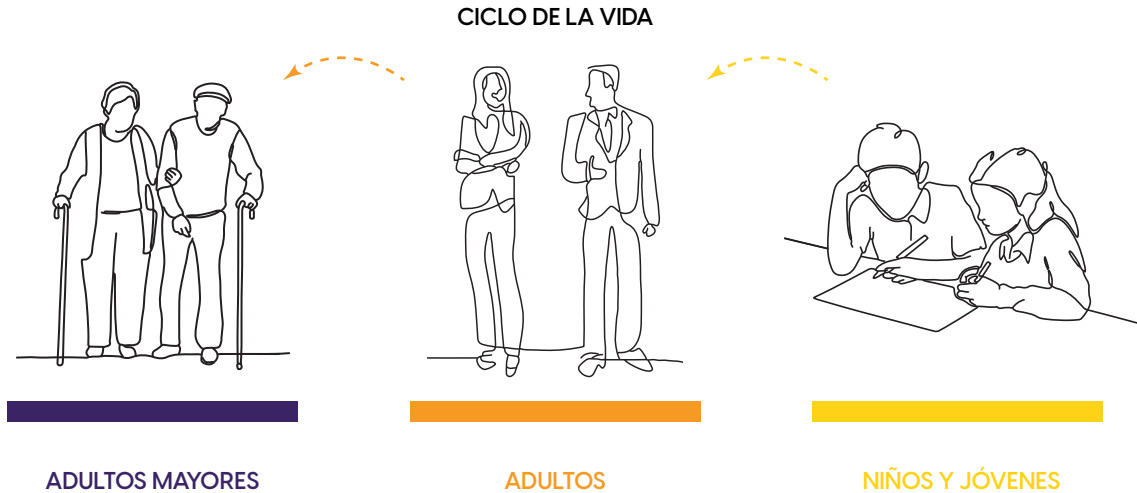 CICLO DE LA VIDA
ADULTOS MAYORES
ADULTOS
NIÑOS Y JÓVENES